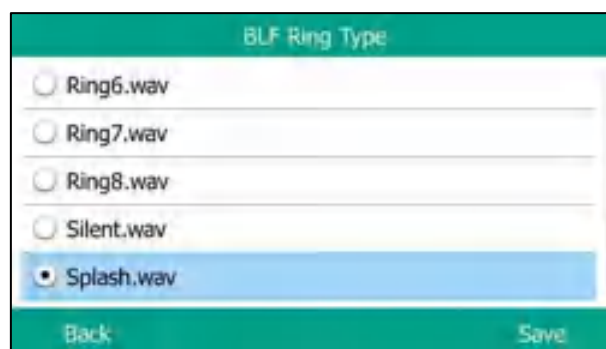 BLF Ring Type
Ring6.wav
Ring7.wav
Ring8.wav
Silent.wav
Splash.wav
Back Save